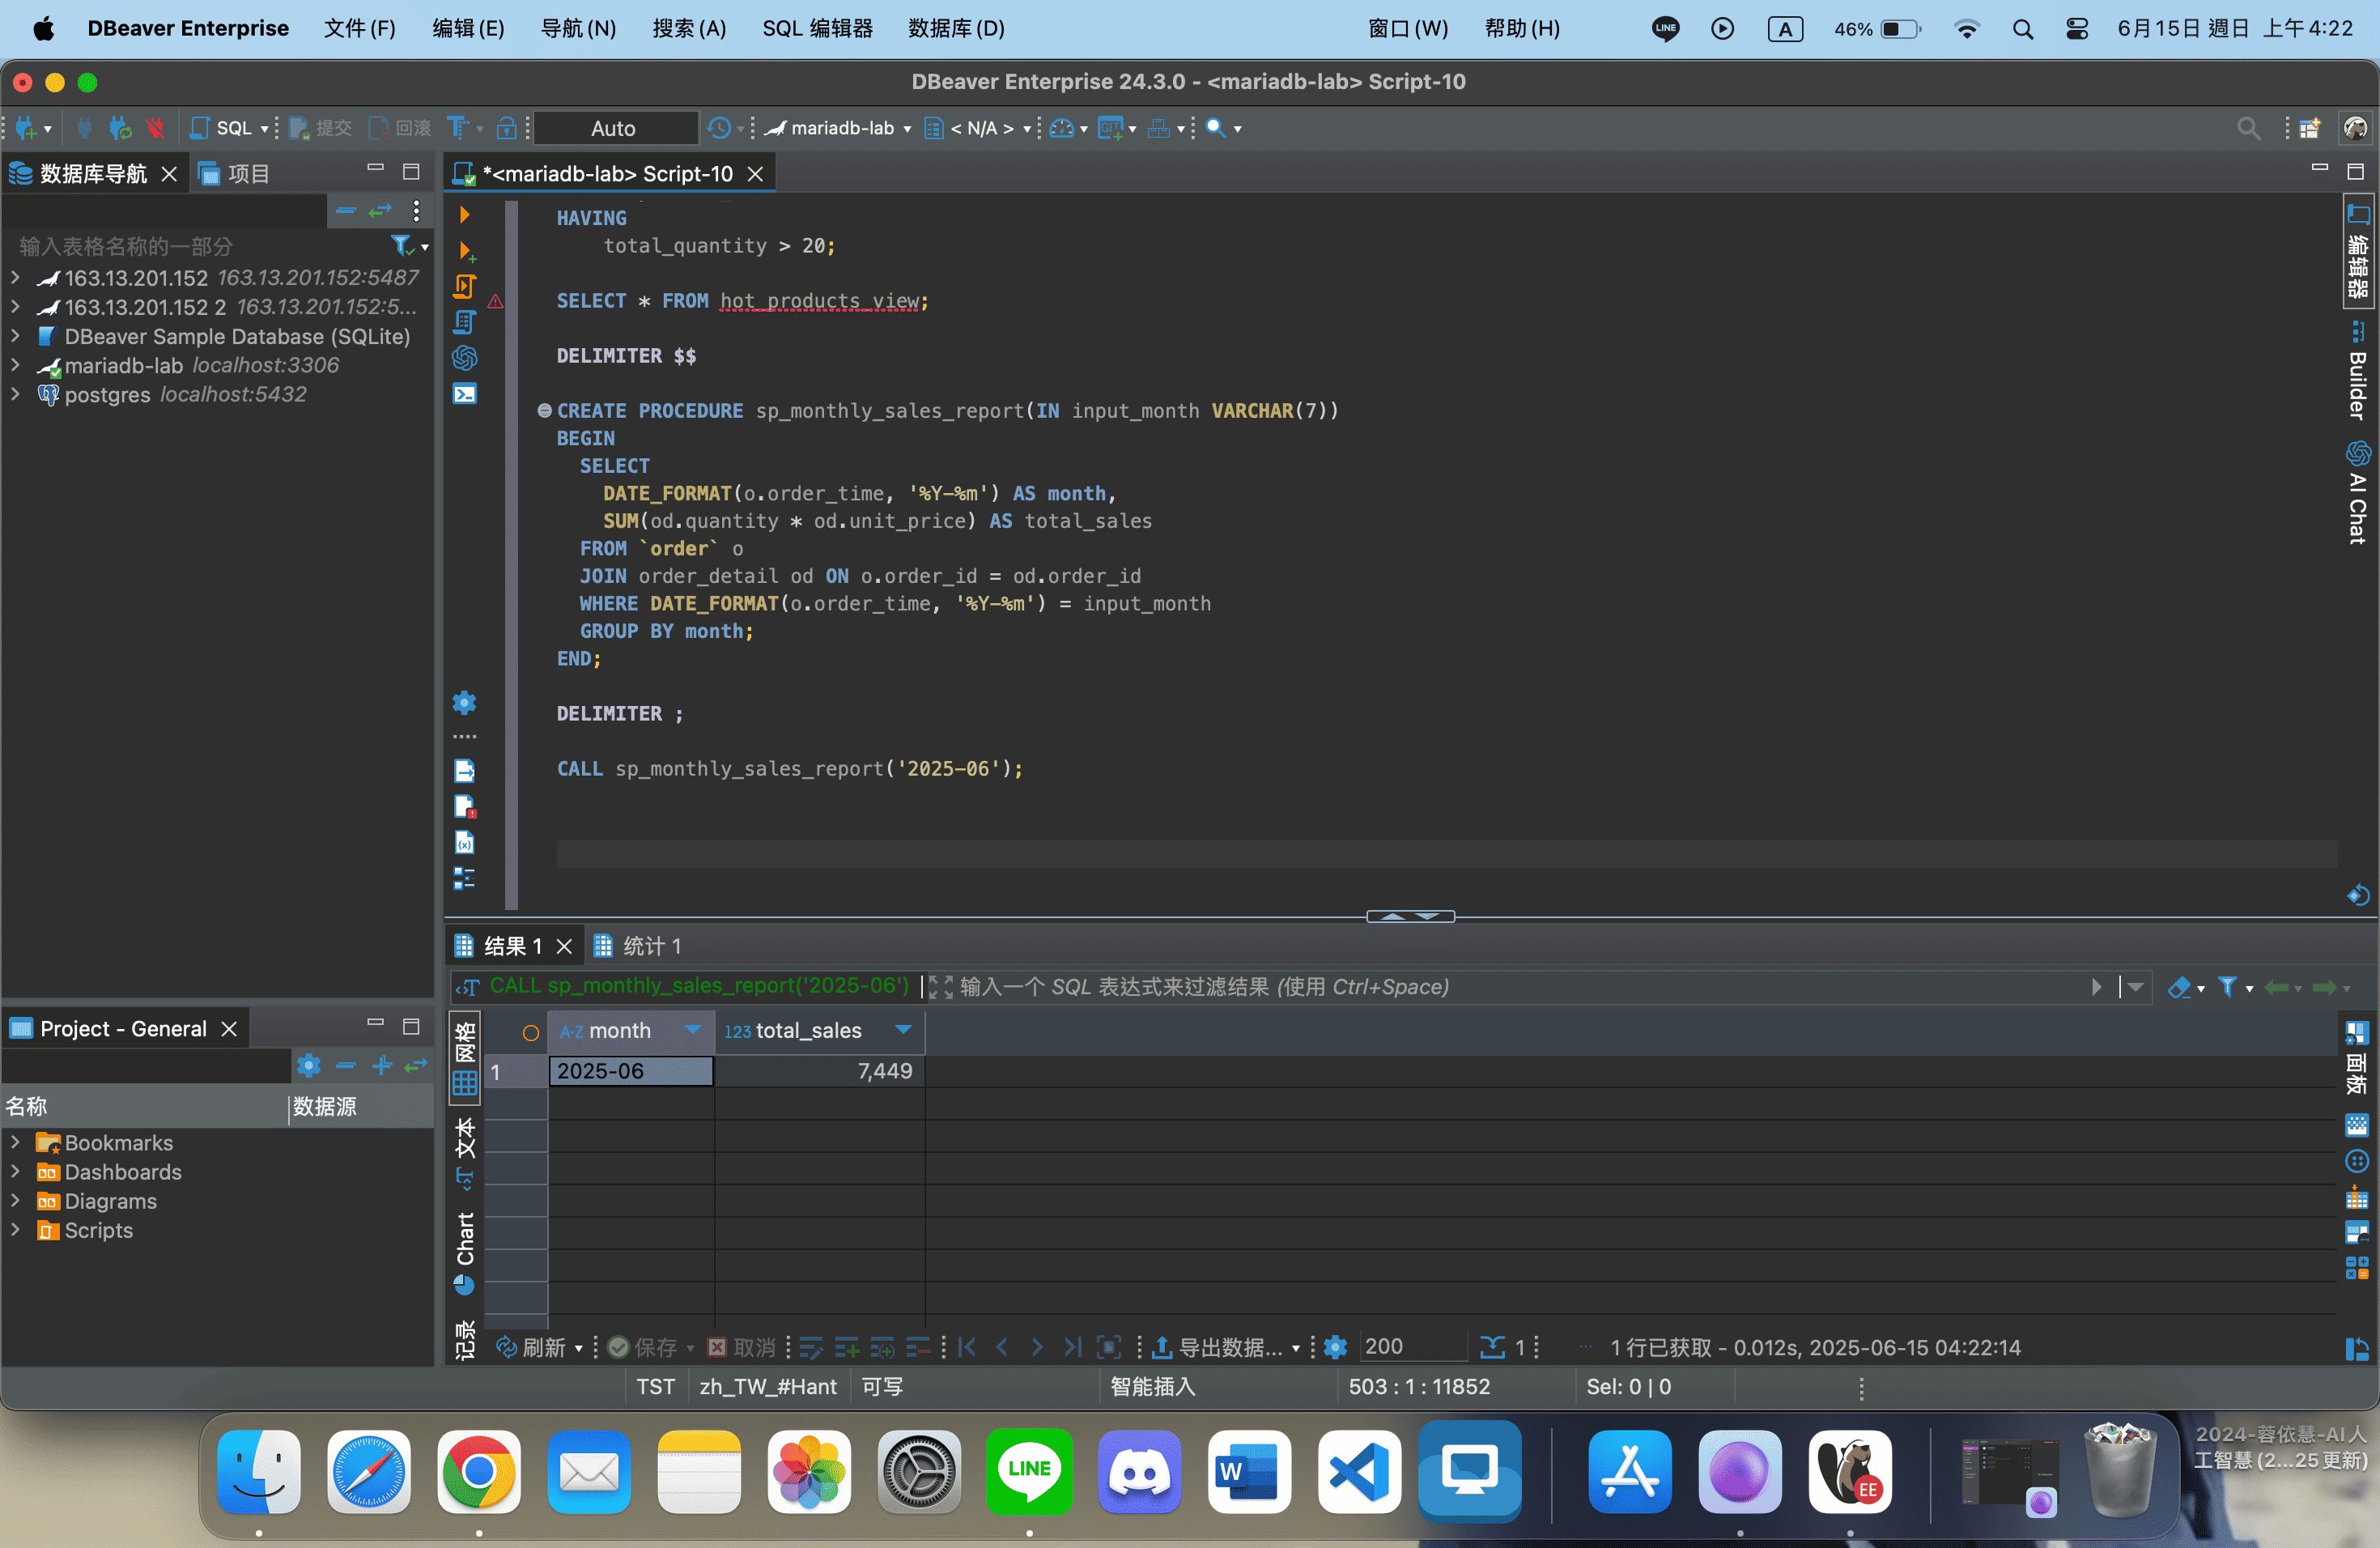 DBeaver Enterprise 文件(F) 编辑(E) 导航(N) 搜索(A) SQL 编辑器 数据库(D) 窗口(W) 帮助(H) LINE A 46% 6月15日 週日 上午4:22
DBeaver Enterprise 24.3.0 - <mariadb-lab> Script-10
SQL 提交 回滚 Auto mariadb-lab < N/A >
数据库导航 项目
输入表格名称的一部分
163.13.201.152 163.13.201.152:5487
163.13.201.152 2 163.13.201.152:5...
DBeaver Sample Database (SQLite)
mariadb-lab localhost:3306
postgres localhost:5432
*<mariadb-lab> Script-10
HAVING
total_quantity > 20;
SELECT * FROM hot_products_view;
DELIMITER $$
CREATE PROCEDURE sp_monthly_sales_report(IN input_month VARCHAR(7))
BEGIN
SELECT
DATE_FORMAT(o.order_time, '%Y-%m') AS month,
SUM(od.quantity * od.unit_price) AS total_sales
FROM `order` o
JOIN order_detail od ON o.order_id = od.order_id
WHERE DATE_FORMAT(o.order_time, '%Y-%m') = input_month
GROUP BY month;
END;
DELIMITER ;
CALL sp_monthly_sales_report('2025-06');
编辑器
Builder
AI Chat
结果 1 统计 1
CALL sp_monthly_sales_report('2025-06') 输入一个 SQL 表达式来过滤结果 (使用 Ctrl+Space)
网格
文本
Chart
记录
A-Z month 123 total_sales
1 2025-06 7,449
面板
刷新 保存 取消 导出数据... 200 1 1 行已获取 - 0.012s, 2025-06-15 04:22:14
Project - General
名称 数据源
Bookmarks
Dashboards
Diagrams
Scripts
TST zh_TW_#Hant 可写 智能插入 503 : 1 : 11852 Sel: 0 | 0
LINE
W
EE
2024-蓉依慧-AI人
工智慧 (2...25更新)